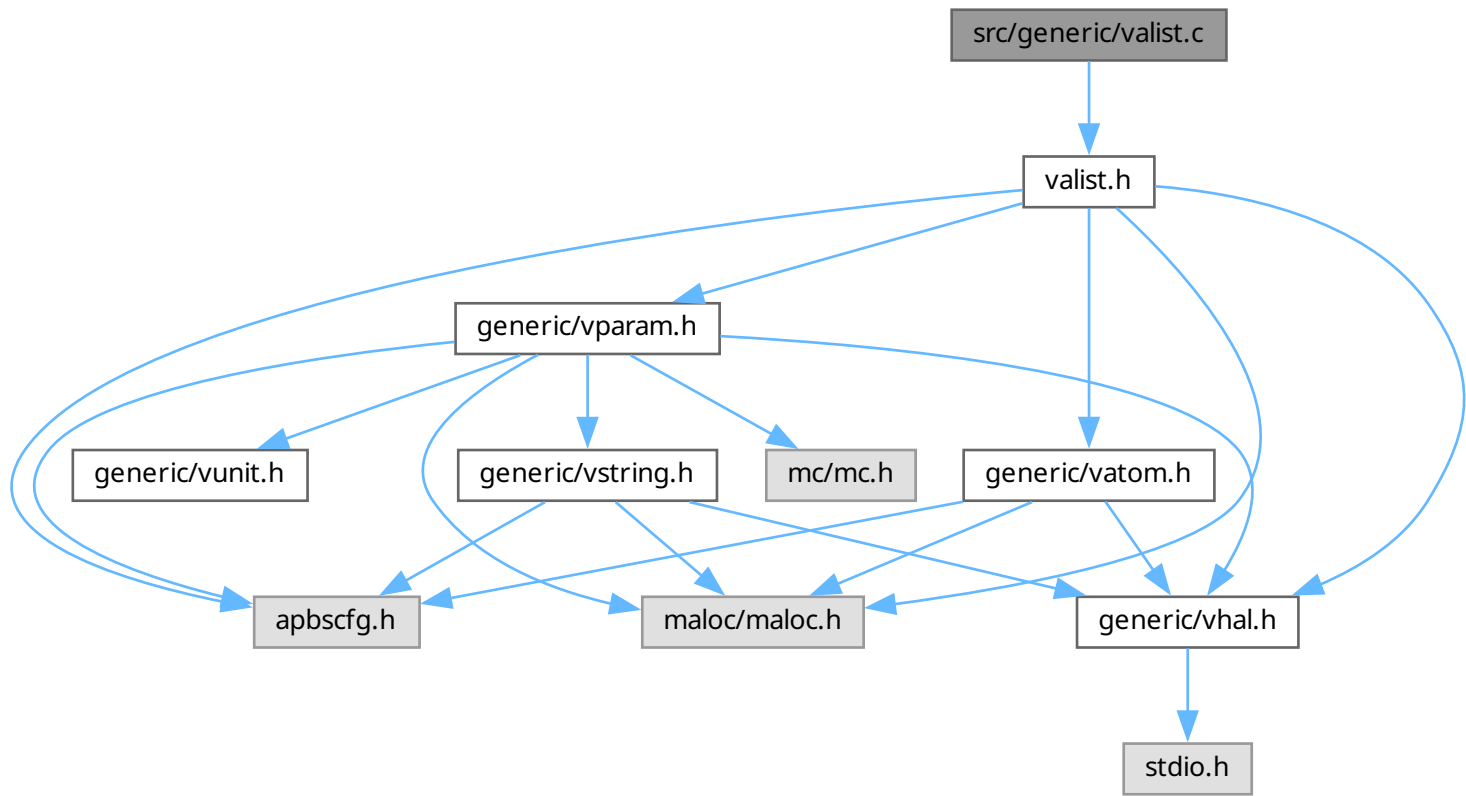 src/generic/valist.c
valist.h
generic/vparam.h
generic/vunit.h
generic/vstring.h
mc/mc.h
generic/vatom.h
apbscfg.h
maloc/maloc.h
generic/vhal.h
stdio.h